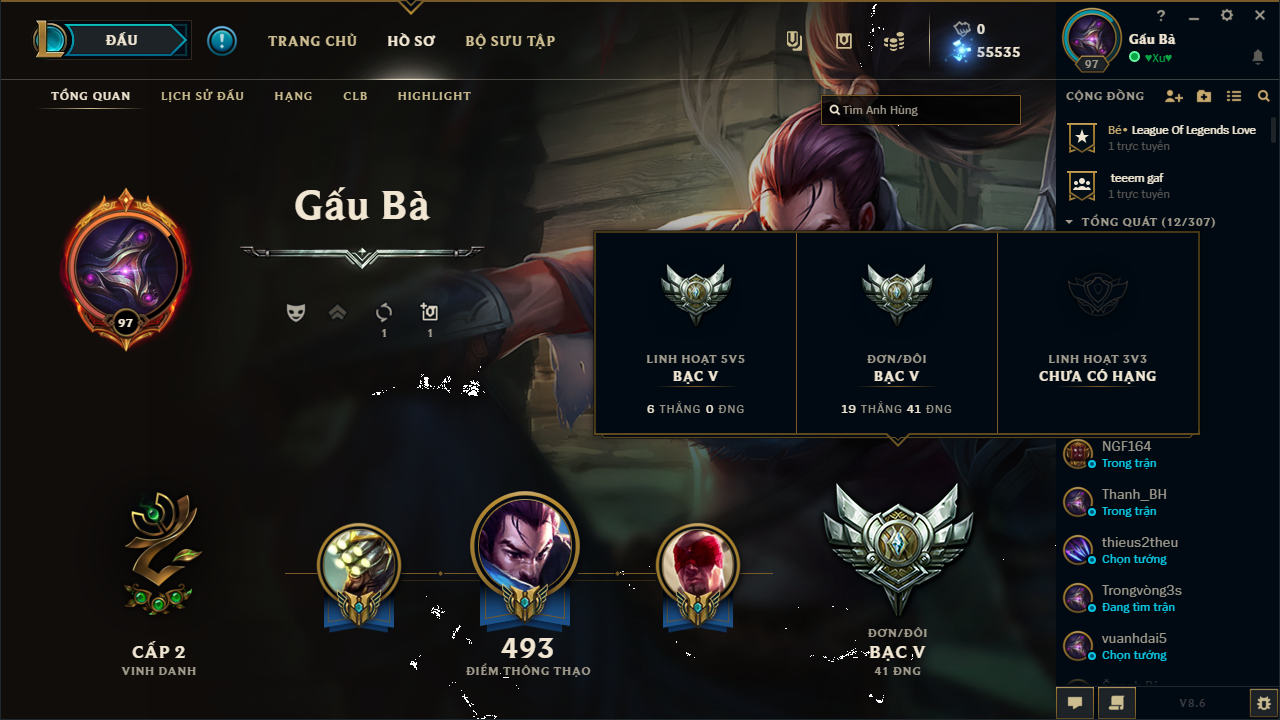 ĐẤU
TRANG CHỦ
HỒ SƠ
BỘ SƯU TẬP
0
55535
Gấu Bà
♥Xu♥
97
TỔNG QUAN
LỊCH SỬ ĐẤU
HẠNG
CLB
HIGHLIGHT
Tìm Anh Hùng
CỘNG ĐỒNG
Bé• League Of Legends Love
1 trực tuyến
teeem gaf
1 trực tuyến
TỔNG QUÁT (12/307)
Gấu Bà
97
1
1
LINH HOẠT 5V5
BẠC V
6 THẮNG 0 ĐNG
ĐƠN/ĐÔI
BẠC V
19 THẮNG 41 ĐNG
LINH HOẠT 3V3
CHƯA CÓ HẠNG
NGF164
Trong trận
Thanh_BH
Trong trận
thieus2theu
Chọn tướng
Trongvòng3s
Đang tìm trận
vuanhdai5
Chọn tướng
CẤP 2
VINH DANH
493
ĐIỂM THÔNG THẠO
ĐƠN/ĐÔI
BẠC V
41 ĐNG
V8.6